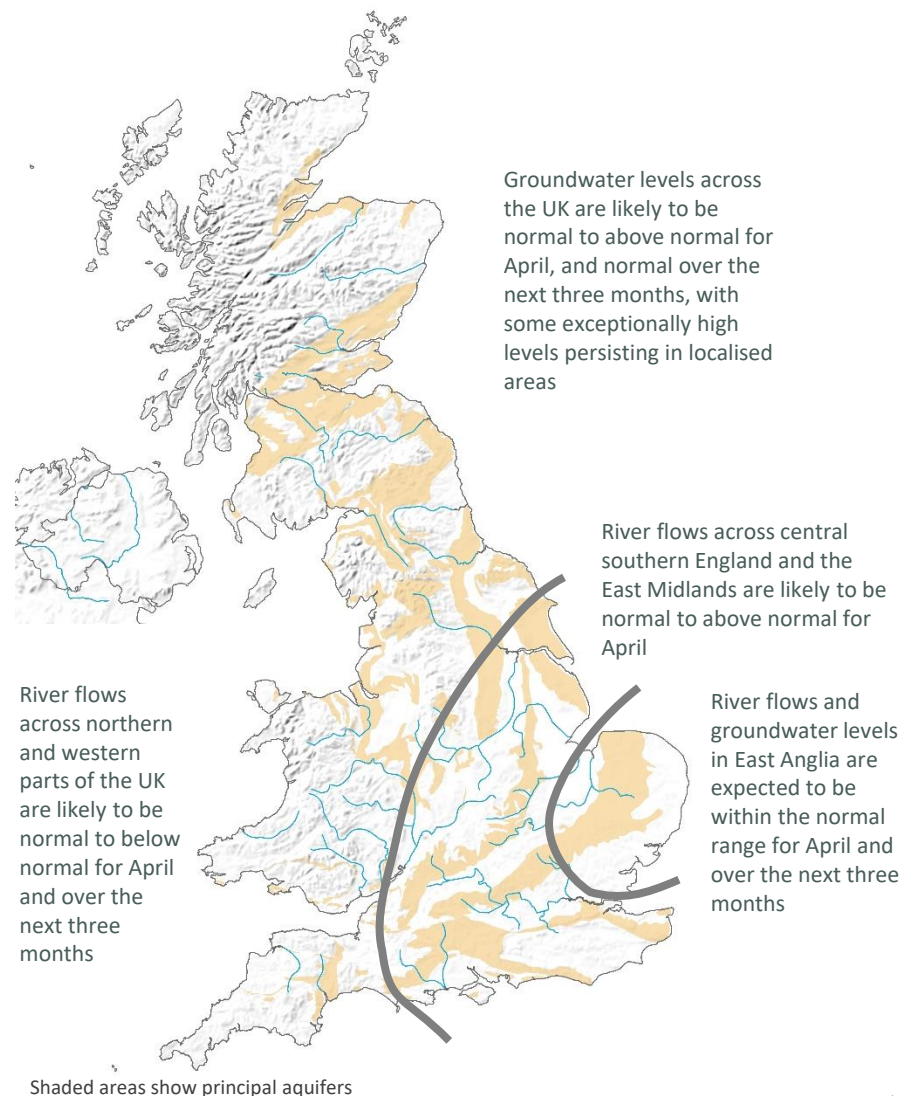 Groundwater levels across
the UK are likely to be
normal to above normal for
April, and normal over the
next three months, with
some exceptionally high
levels persisting in localised
areas
River flows across central
southern England and the
East Midlands are likely to be
normal to above normal for
April
River flows
across northern
and western
parts of the UK
are likely to be
normal to below
normal for April
and over the
next three
months
River flows and
groundwater levels
in East Anglia are
expected to be
within the normal
range for April and
over the next three
months
Shaded areas show principal aquifers